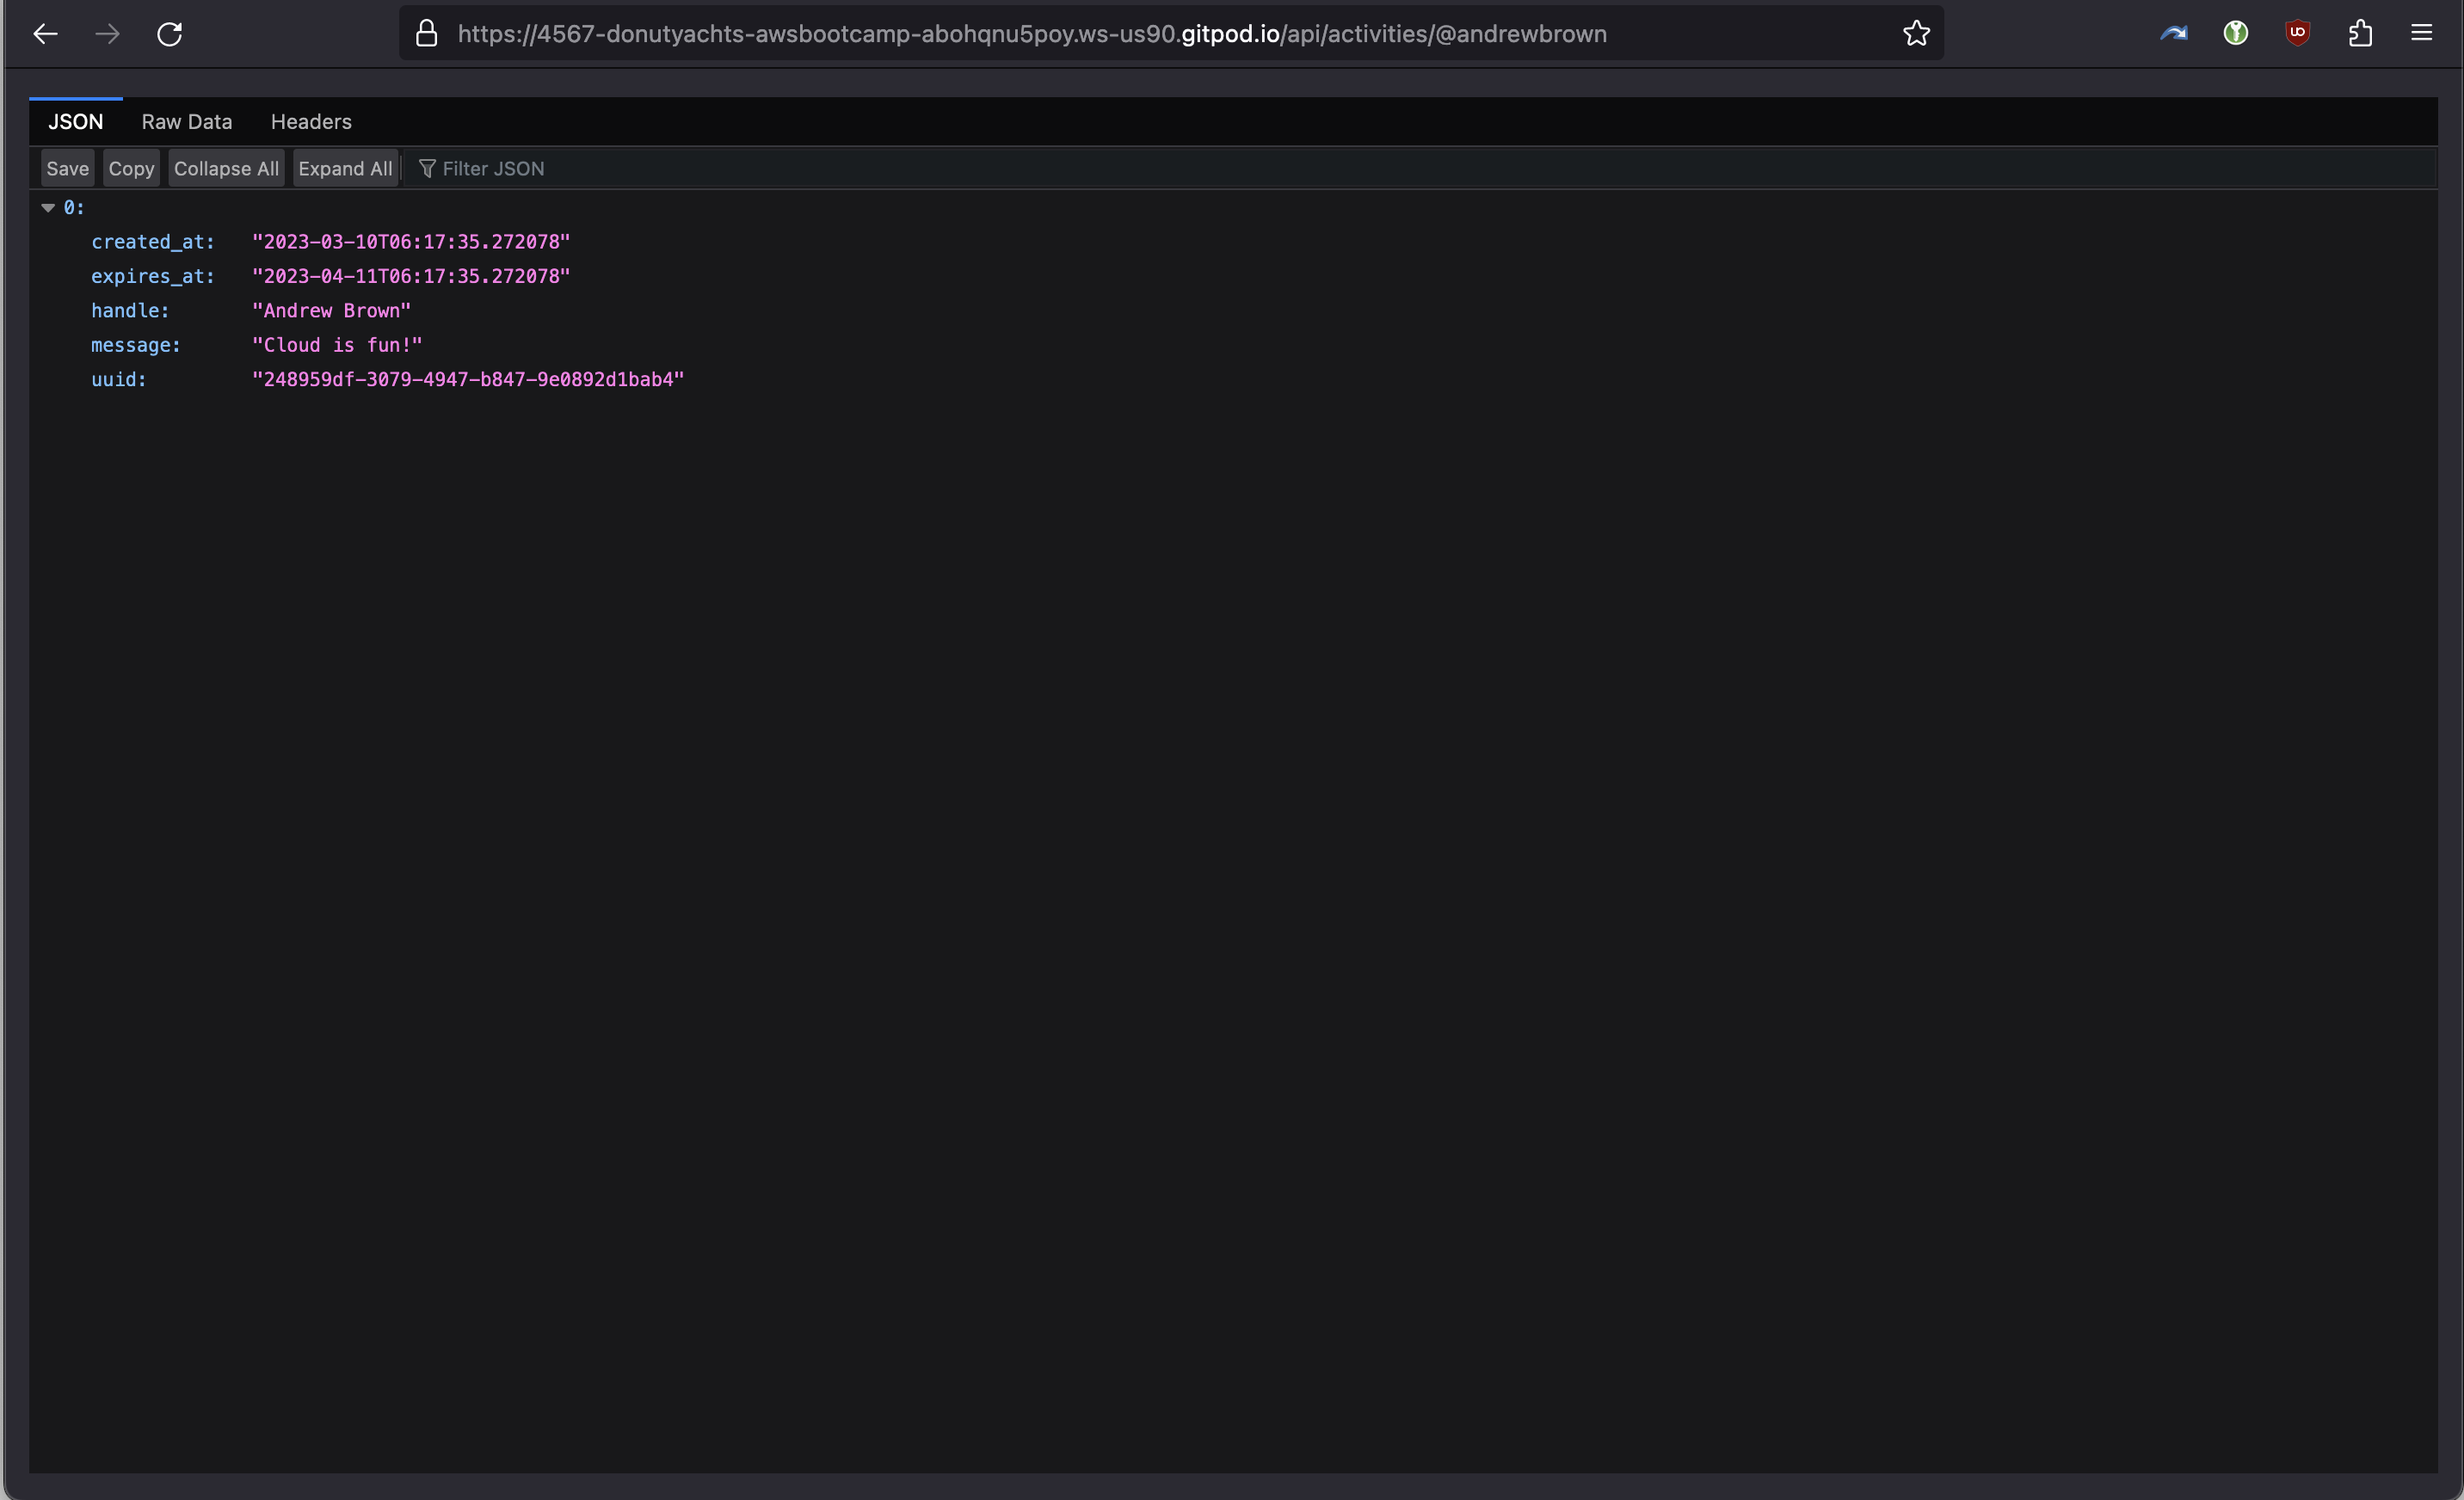 https://4567-donutyachts-awsbootcamp-abohqnu5poy.ws-us90.gitpod.io/api/activities/@andrewbrown
JSON Raw Data Headers
Save Copy Collapse All Expand All Filter JSON
0:
created_at: "2023-03-10T06:17:35.272078"
expires_at: "2023-04-11T06:17:35.272078"
handle: "Andrew Brown"
message: "Cloud is fun!"
uuid: "248959df-3079-4947-b847-9e0892d1bab4"